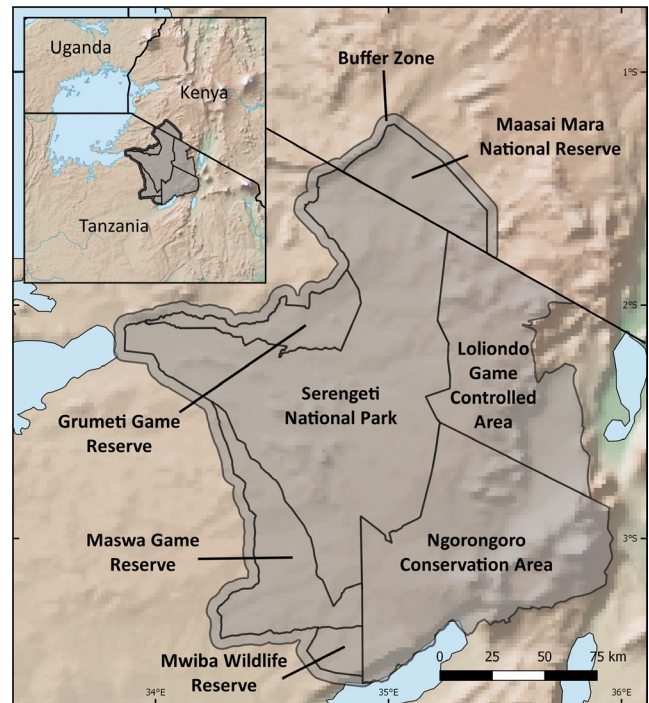 Uganda
Kenya
Tanzania
Buffer Zone
Maasai Mara
National Reserve
1°S
2°S
Loliondo
Game
Controlled
Area
Serengeti
National Park
Grumeti Game
Reserve
Maswa Game
Reserve
Ngorongoro
Conservation Area
3°S
Mwiba Wildlife
Reserve
0 25 50 75 km
34°E 35°E 36°E